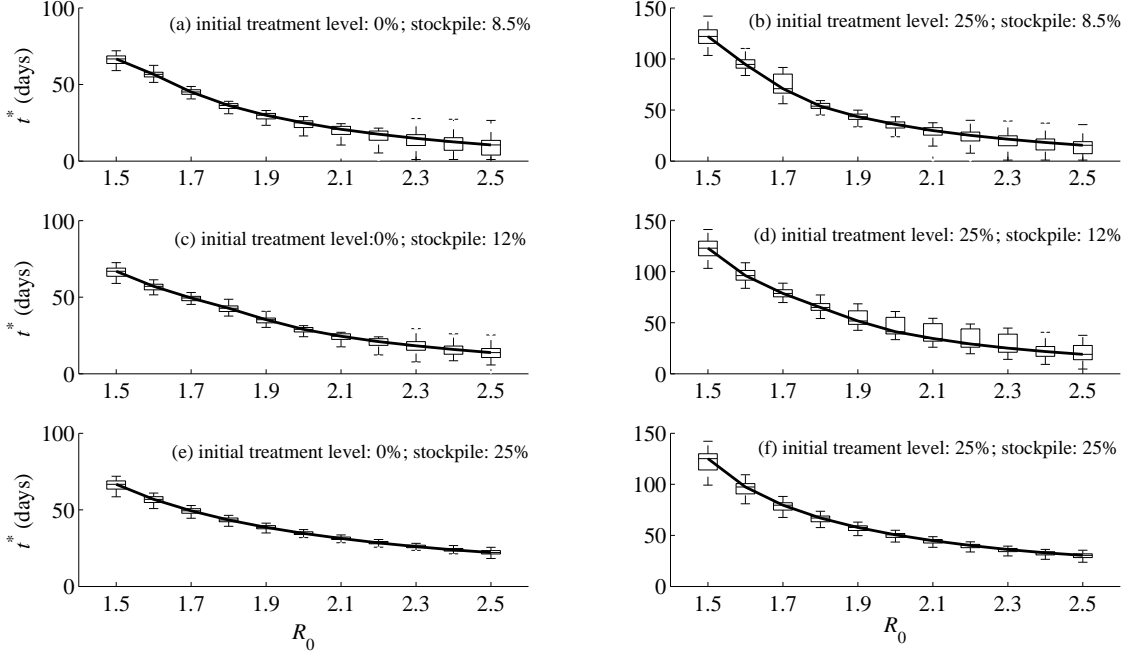 (a) initial treatment level: 0%; stockpile: 8.5%
100
50
0
t* (days)
1.5 1.7 1.9 2.1 2.3 2.5
(b) initial treatment level: 25%; stockpile: 8.5%
150
100
50
0
t* (days)
1.5 1.7 1.9 2.1 2.3 2.5
(c) initial treatment level:0%; stockpile: 12%
100
50
0
t* (days)
1.5 1.7 1.9 2.1 2.3 2.5
(d) initial treatment level: 25%; stockpile: 12%
150
100
50
0
t* (days)
1.5 1.7 1.9 2.1 2.3 2.5
(e) initial treatment level: 0%; stockpile: 25%
100
50
0
t* (days)
1.5 1.7 1.9 2.1 2.3 2.5
R0
(f) initial treament level: 25%; stockpile: 25%
150
100
50
0
t* (days)
1.5 1.7 1.9 2.1 2.3 2.5
R0